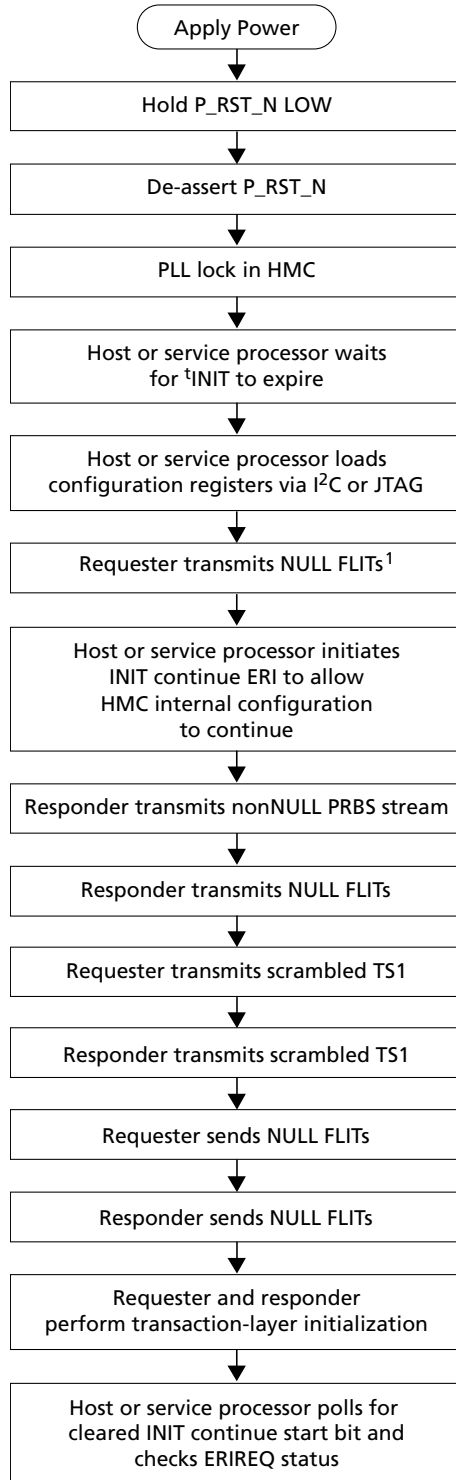 Apply Power
Hold P_RST_N LOW
De-assert P_RST_N
PLL lock in HMC
Host or service processor waits
for ᵗINIT to expire
Host or service processor loads
configuration registers via I²C or JTAG
Requester transmits NULL FLITs¹
Host or service processor initiates
INIT continue ERI to allow
HMC internal configuration
to continue
Responder transmits nonNULL PRBS stream
Responder transmits NULL FLITs
Requester transmits scrambled TS1
Responder transmits scrambled TS1
Requester sends NULL FLITs
Responder sends NULL FLITs
Requester and responder
perform transaction-layer initialization
Host or service processor polls for
cleared INIT continue start bit and
checks ERIREQ status